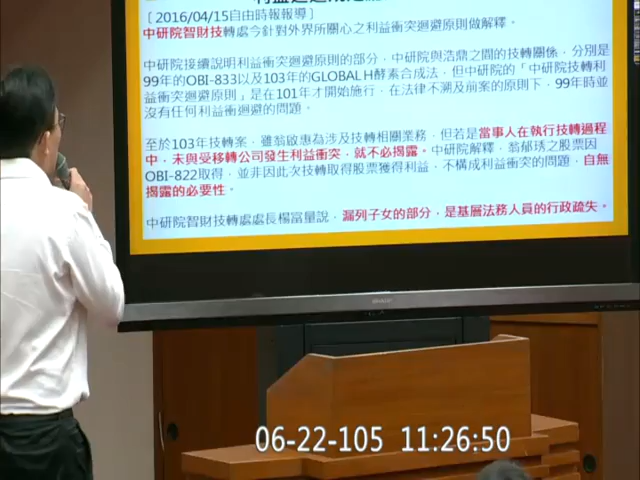 〔2016/04/15自由時報報導〕
中研院智財技轉處今針對外界所關心之利益衝突迴避原則做解釋。
中研院接續說明利益衝突迴避原則的部分，中研院與浩鼎之間的技轉關係，分別是
99年的OBI-833以及103年的GLOBAL H酵素合成法，但中研院的「中研院技轉利
益衝突迴避原則」是在101年才開始施行，在法律不溯及前案的原則下，99年時並
沒有任何利益衝突迴避的問題。
至於103年技轉案，雖翁啟惠為涉及技轉相關業務，但若是當事人在執行技轉過程
中，未與受移轉公司發生利益衝突，就不必揭露。中研院解釋，翁郁琇之股票因
OBI-822取得，並非因此次技轉取得股票獲得利益，不構成利益衝突的問題，自無
揭露的必要性。
中研院智財技轉處處長楊富量說，漏列子女的部分，是基層法務人員的行政疏失。
06-22-105 11:26:50